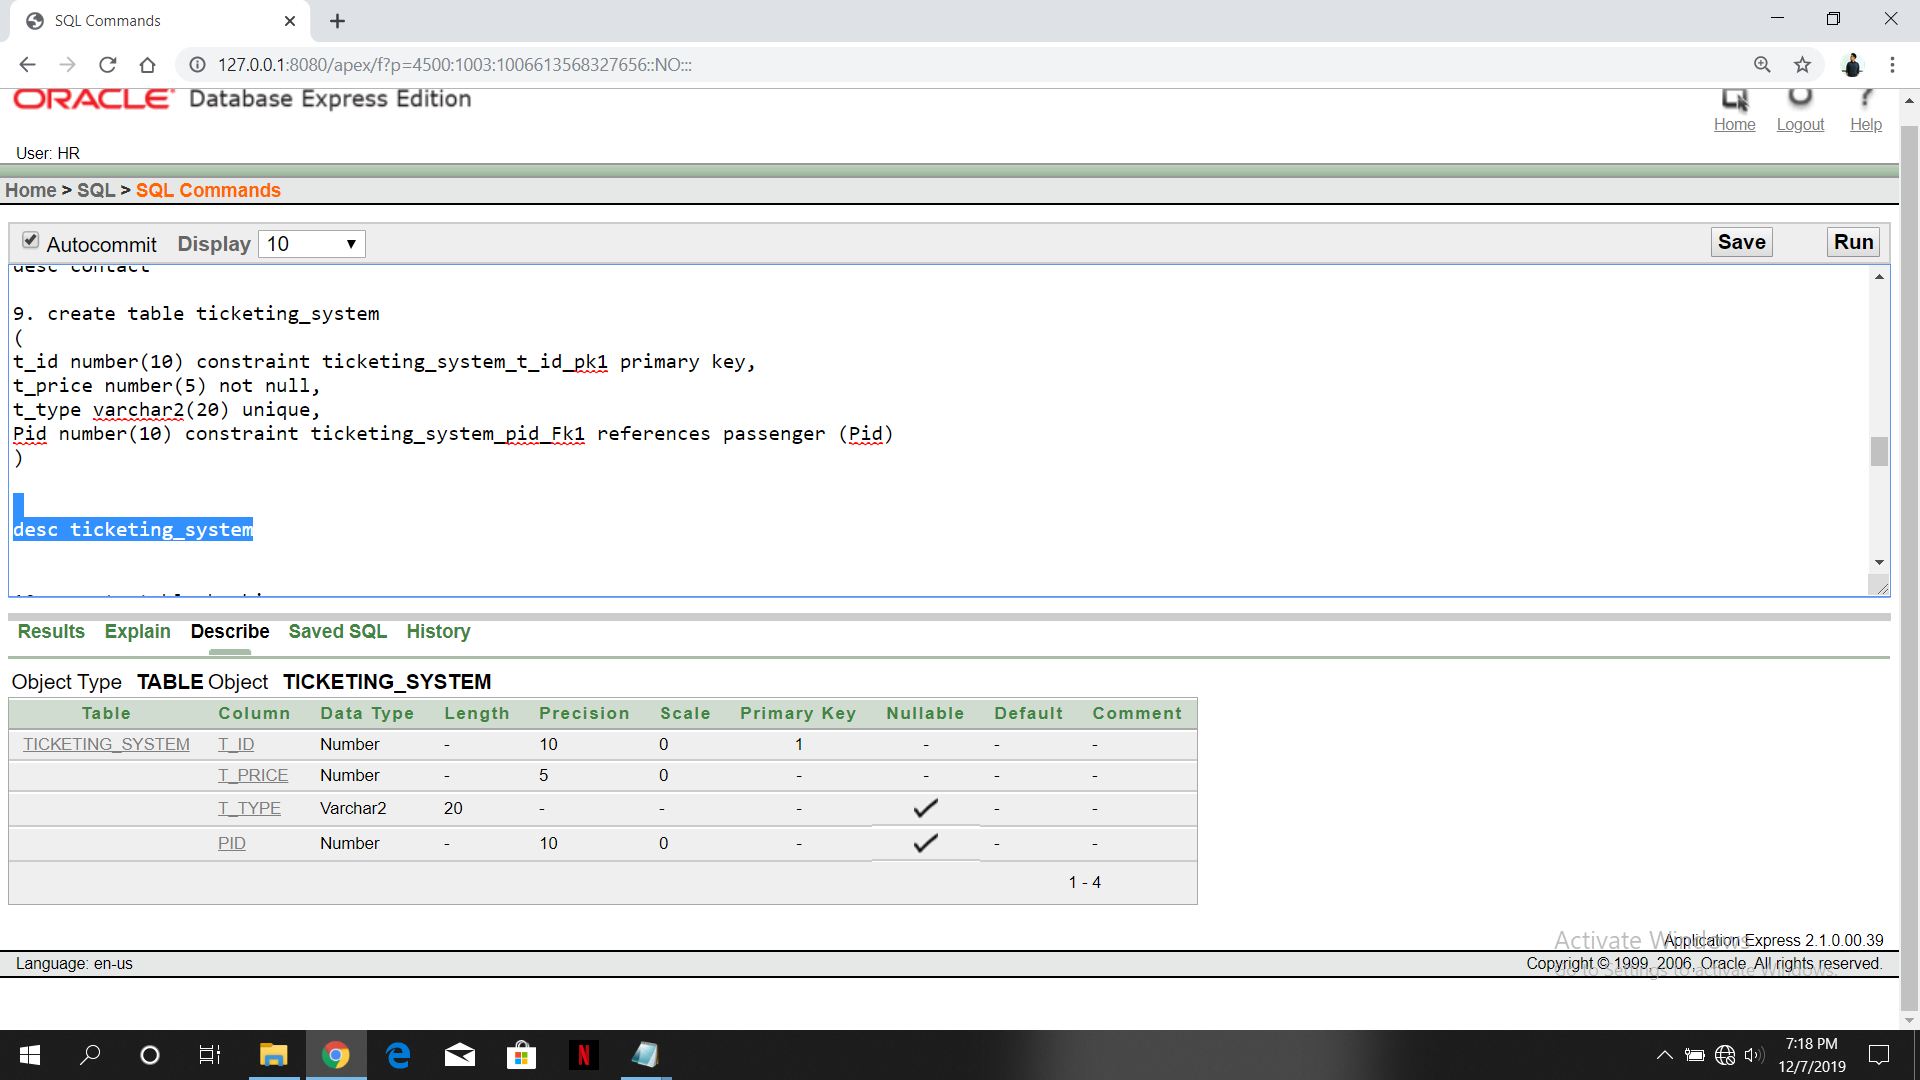 SQL Commands
127.0.0.1:8080/apex/f?p=4500:1003:1006613568327656::NO:::
ORACLE Database Express Edition
Home Logout Help
User: HR
Home > SQL > SQL Commands
Autocommit Display 10 Save Run
desc contact
9. create table ticketing_system
(
t_id number(10) constraint ticketing_system_t_id_pk1 primary key,
t_price number(5) not null,
t_type varchar2(20) unique,
Pid number(10) constraint ticketing_system_pid_Fk1 references passenger (Pid)
)
desc ticketing_system
Results Explain Describe Saved SQL History
Object Type TABLE Object TICKETING_SYSTEM
Table Column Data Type Length Precision Scale Primary Key Nullable Default Comment
TICKETING_SYSTEM T_ID Number - 10 0 1 - - -
T_PRICE Number - 5 0 - - - -
T_TYPE Varchar2 20 - - - - -
PID Number - 10 0 - - -
1 - 4
Activate Windows
Application Express 2.1.0.00.39
Language: en-us
Copyright © 1999, 2006, Oracle. All rights reserved.
Go to Settings to activate Windows.
7:18 PM
12/7/2019